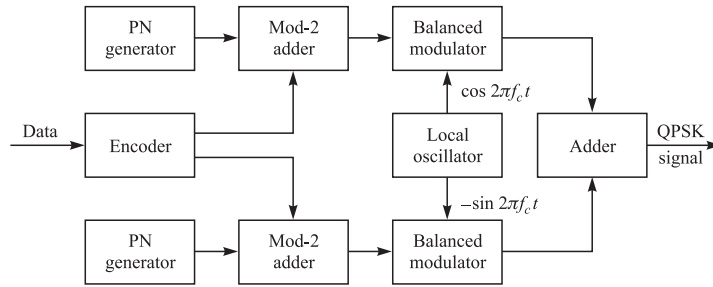 PN
generator
Mod-2
adder
Balanced
modulator
cos 2πf_c t
Data
Encoder
Local
oscillator
Adder
QPSK
signal
–sin 2πf_c t
PN
generator
Mod-2
adder
Balanced
modulator